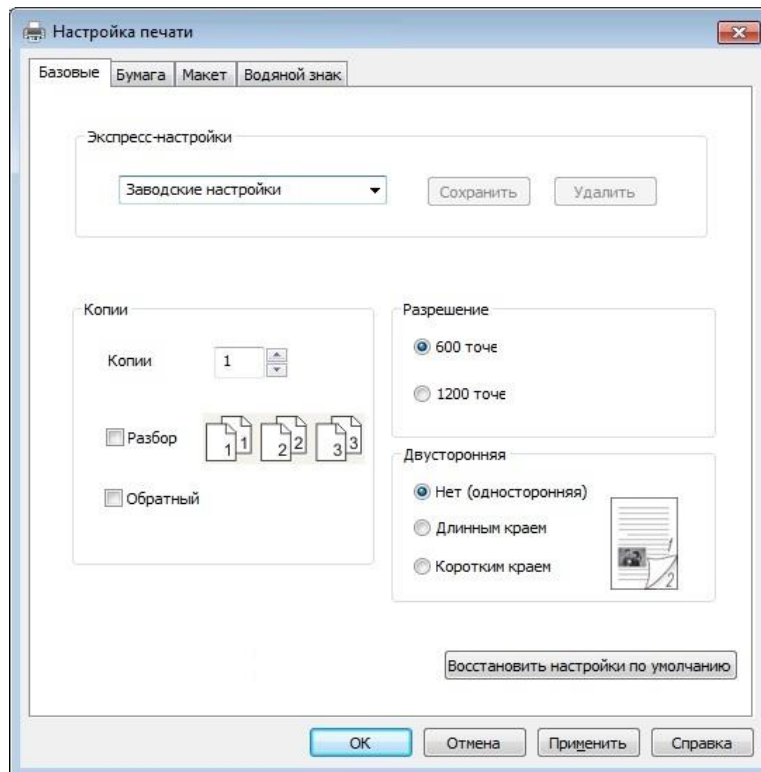 Настройка печати
Базовые Бумага Макет Водяной знак
Экспресс-настройки
Заводские настройки Сохранить Удалить
Копии
Копии 1
Разбор 1 1 2 2 3 3
Обратный
Разрешение
600 точе
1200 точе
Двусторонняя
Нет (односторонняя)
Длинным краем
Коротким краем
1
2
Восстановить настройки по умолчанию
ОК Отмена Применить Справка